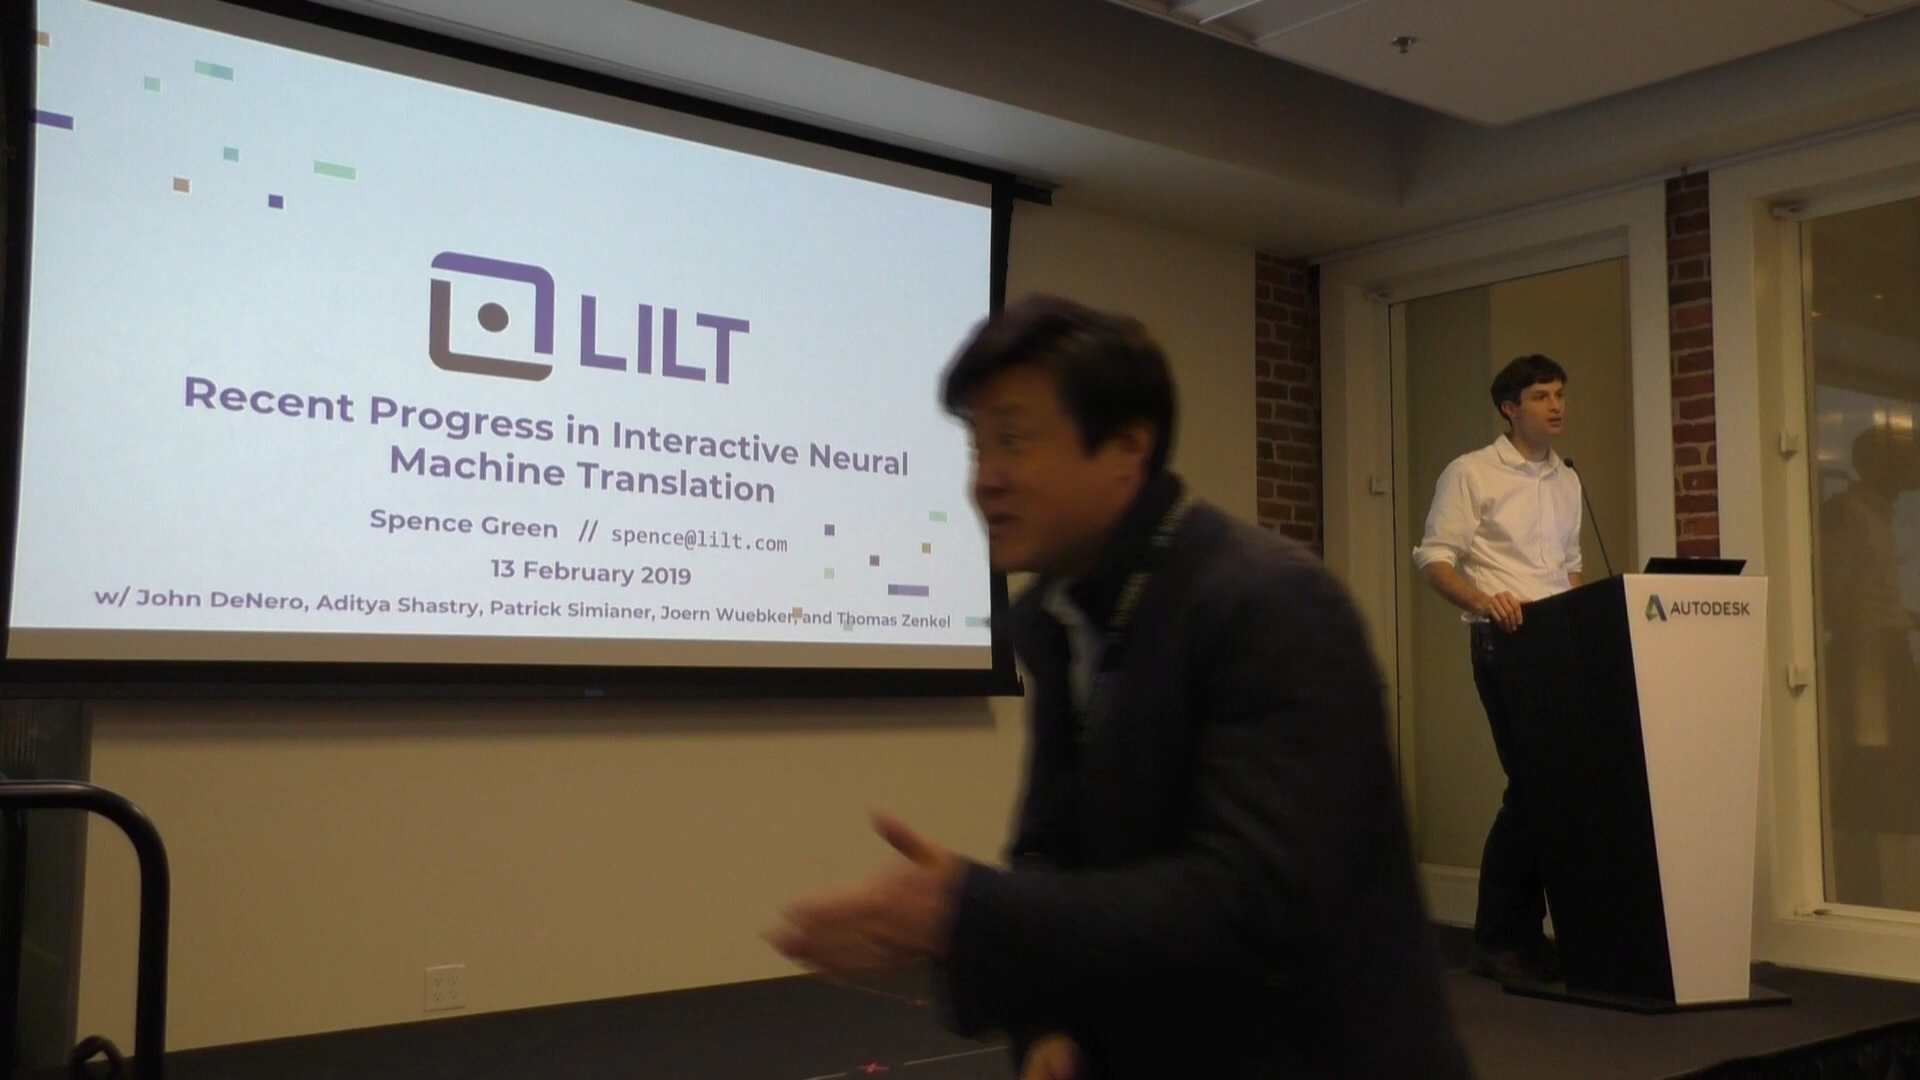 LILT
Recent Progress in Interactive Neural
Machine Translation
Spence Green // spence@lilt.com
13 February 2019
w/ John DeNero, Aditya Shastry, Patrick Simianer, Joern Wuebker, and Thomas Zenkel
AUTODESK